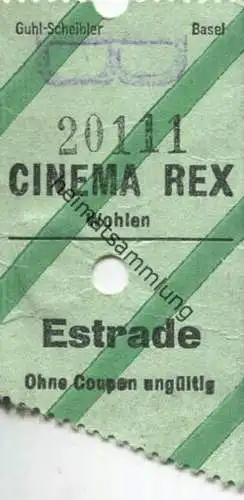 Guhl-Scheibler Basel
20111
CINEMA REX
Wohlen
Estrade
Ohne Coupon ungültig
heimatsammlung